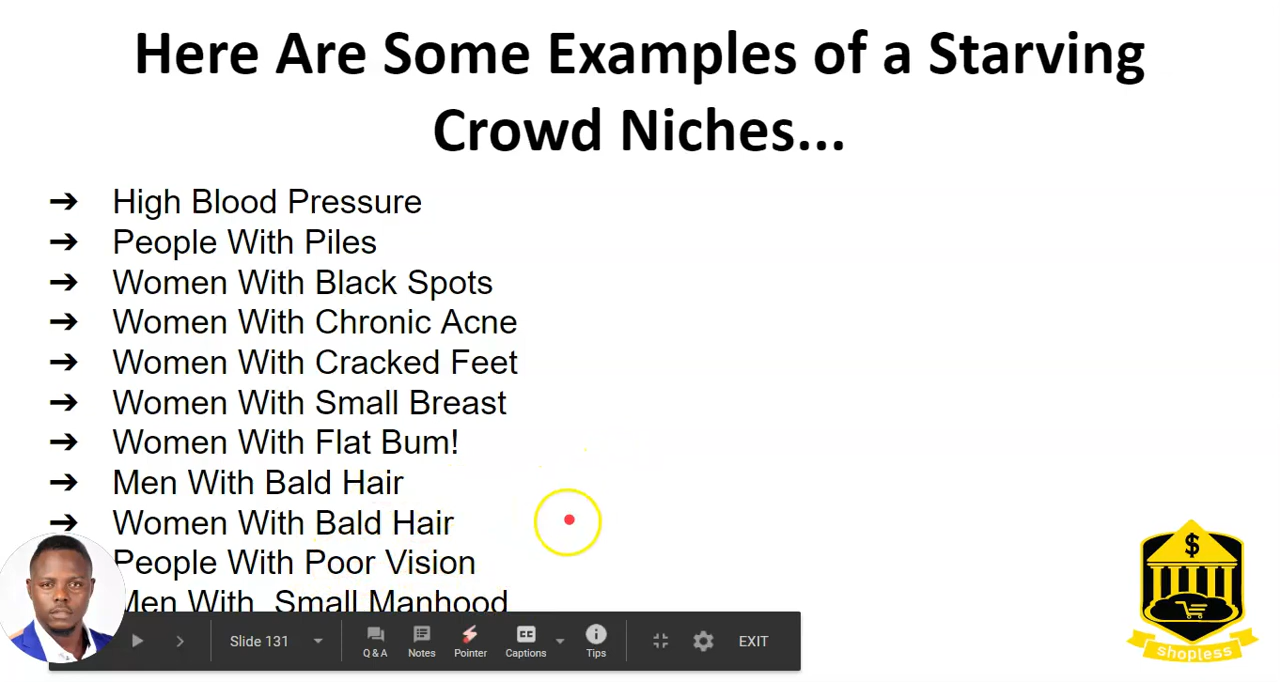 Here Are Some Examples of a Starving
Crowd Niches...
➔ High Blood Pressure
➔ People With Piles
➔ Women With Black Spots
➔ Women With Chronic Acne
➔ Women With Cracked Feet
➔ Women With Small Breast
➔ Women With Flat Bum!
➔ Men With Bald Hair
➔ Women With Bald Hair
People With Poor Vision
Men With  Small Manhood
Slide 131
Q & A
Notes
Pointer
CC
Captions
Tips
EXIT
$
shopless